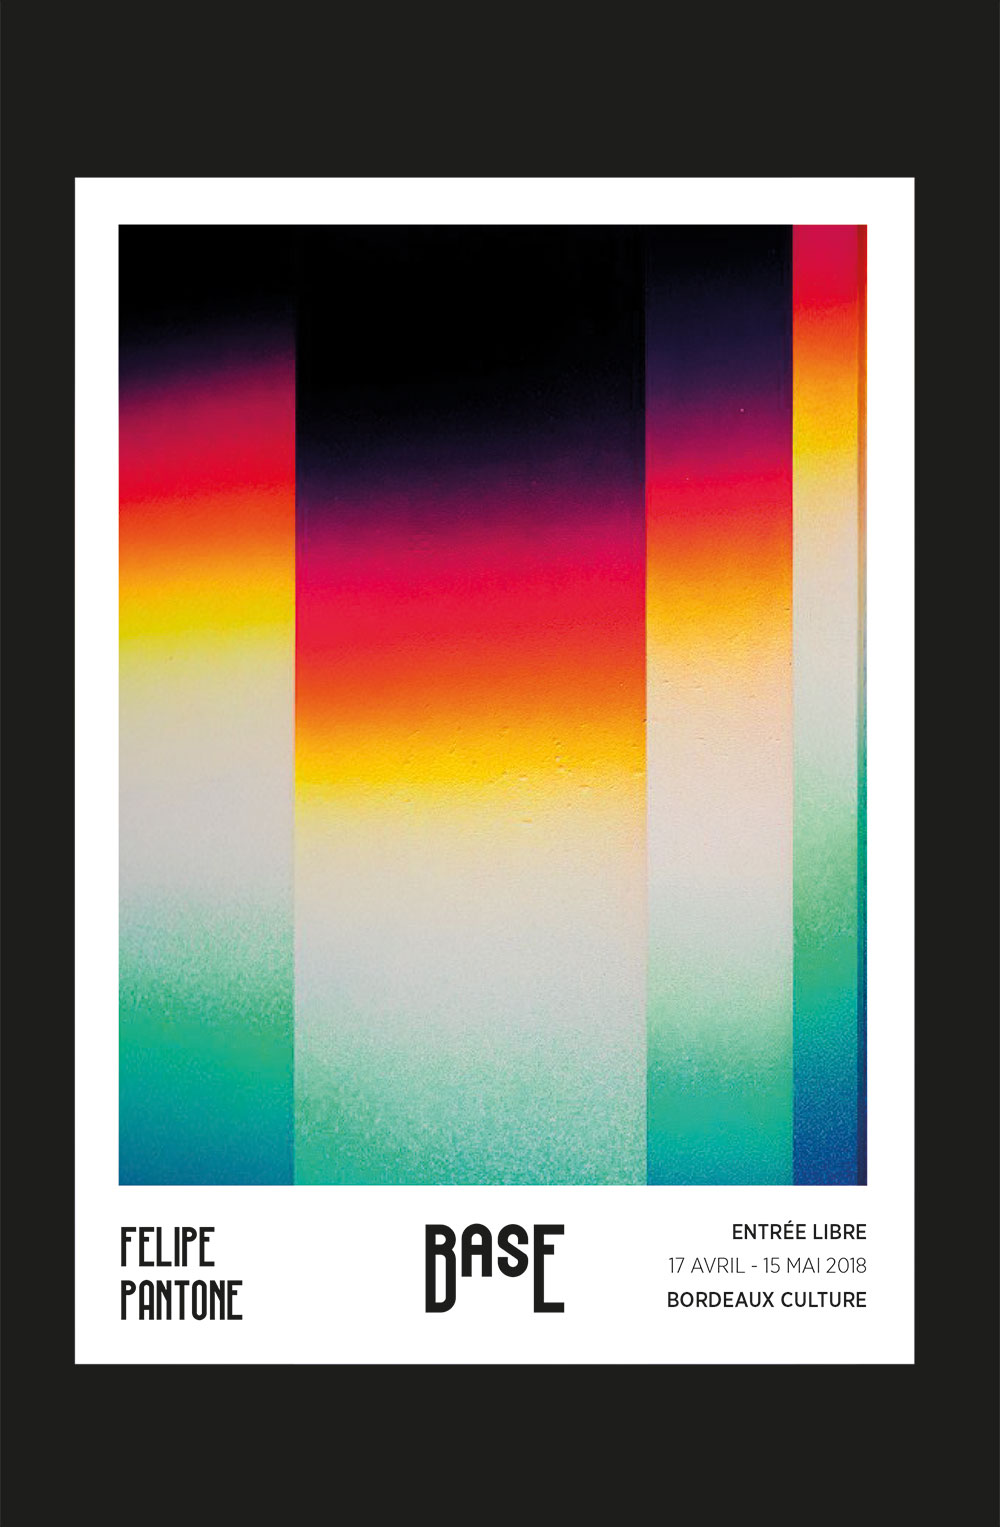 FELIPE
PANTONE
BASE
ENTRÉE LIBRE
17 AVRIL - 15 MAI 2018
BORDEAUX CULTURE